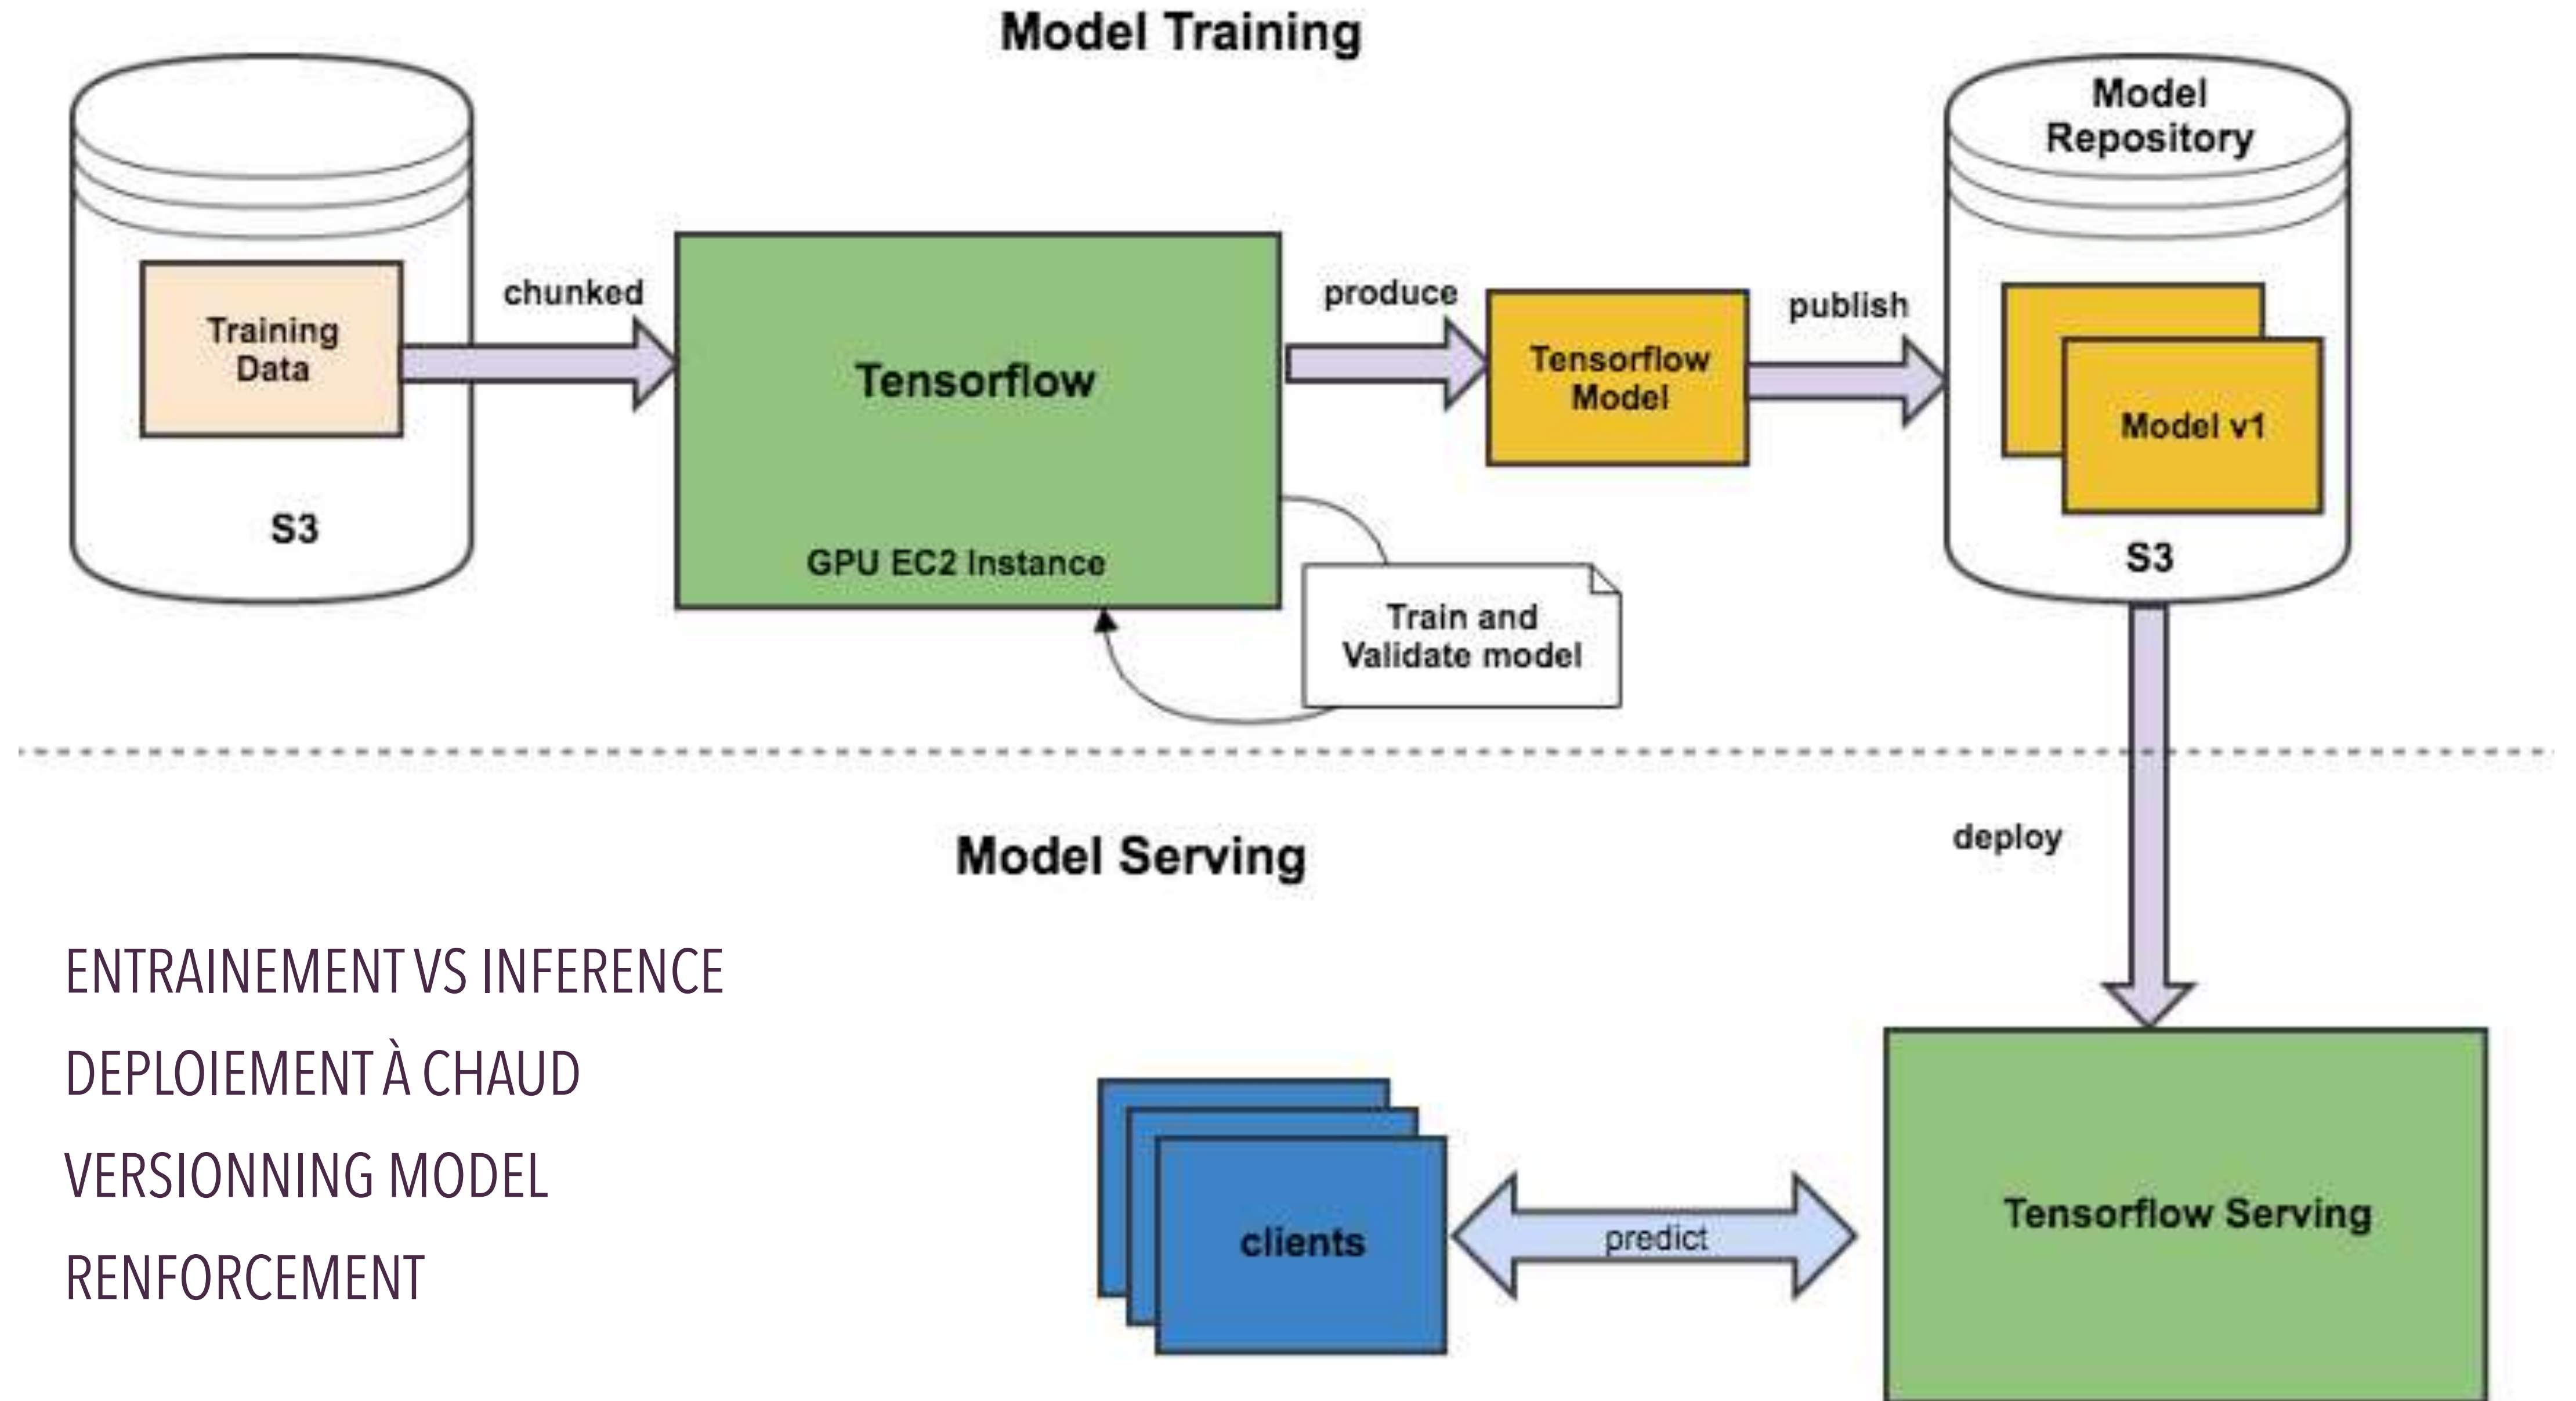 Model Training
Training
Data
S3
chunked
Tensorflow
GPU EC2 Instance
produce
Tensorflow
Model
publish
Model
Repository
Model v1
S3
Train and
Validate model
Model Serving
deploy
ENTRAINEMENT VS INFERENCE
DEPLOIEMENT À CHAUD
VERSIONNING MODEL
RENFORCEMENT
clients
predict
Tensorflow Serving